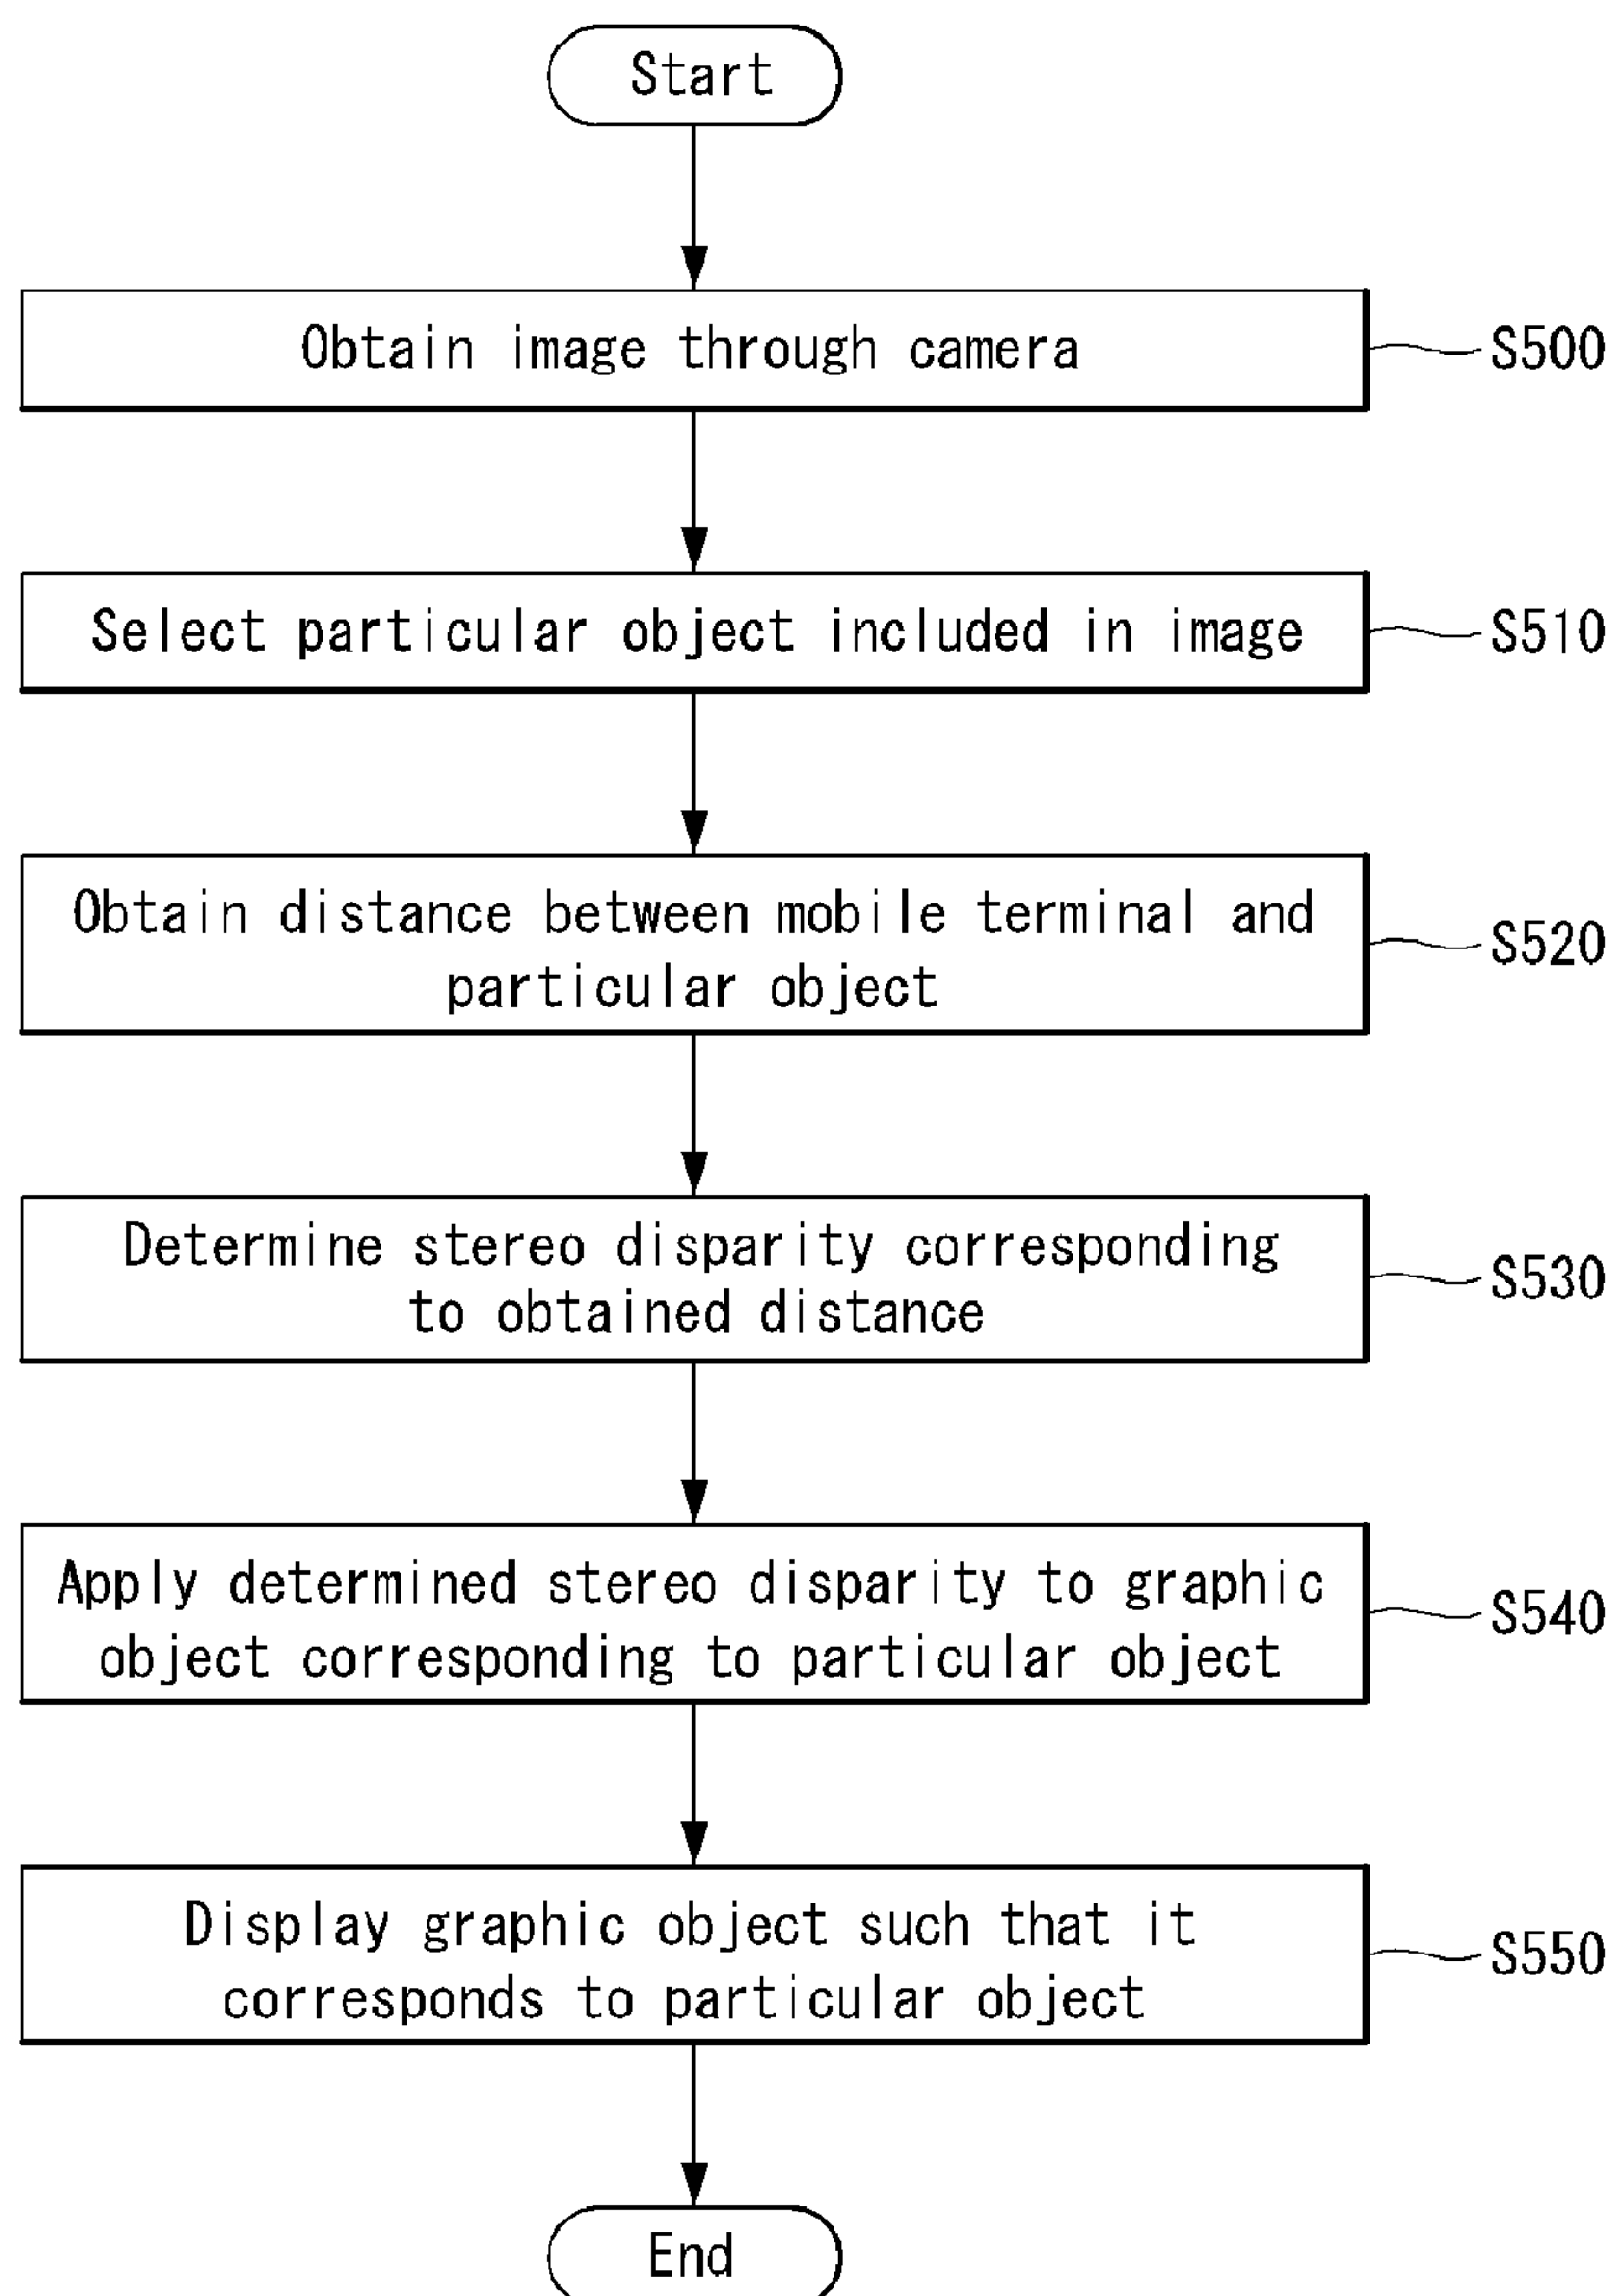 Start
Obtain image through camera
S500
Select particular object included in image
S510
Obtain distance between mobile terminal and
particular object
S520
Determine stereo disparity corresponding
to obtained distance
S530
Apply determined stereo disparity to graphic
object corresponding to particular object
S540
Display graphic object such that it
corresponds to particular object
S550
End